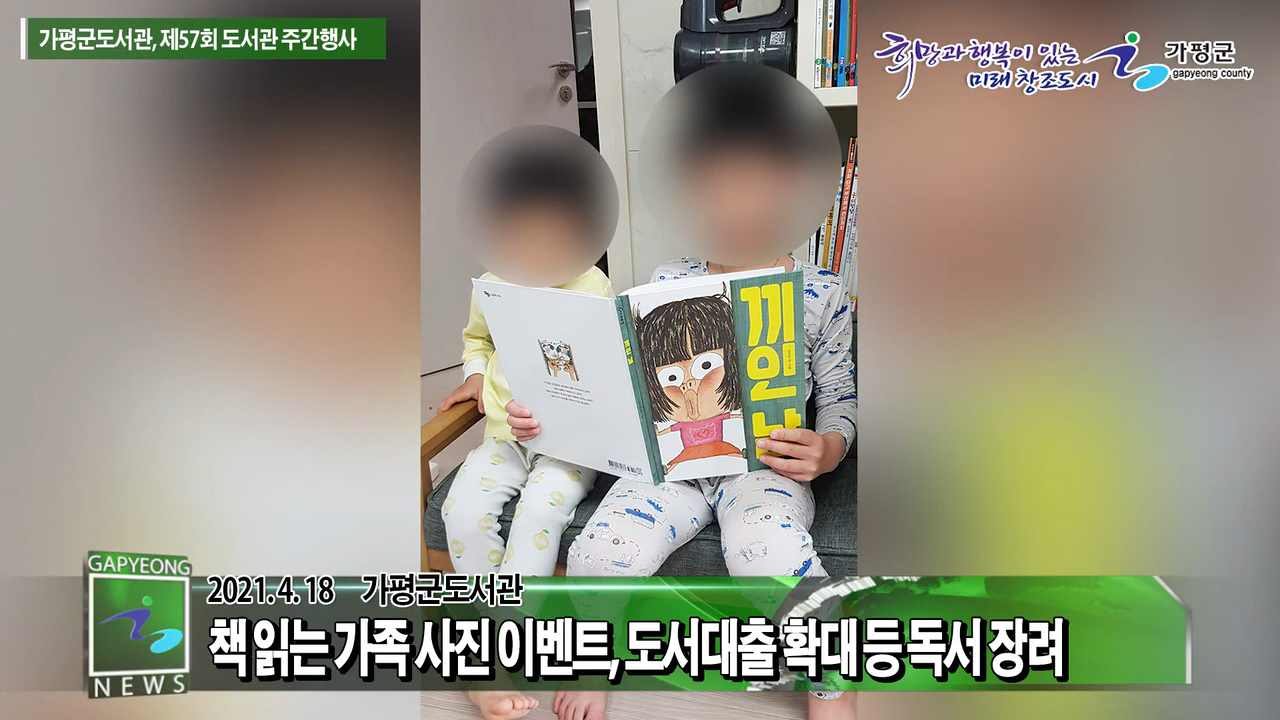 가평군도서관, 제57회 도서관 주간행사
희망과 행복이 있는
미래 창조도시
가평군
gapyeong county
끼인 날
GAPYEONG
NEWS
2021. 4. 18 가평군도서관
책 읽는 가족 사진 이벤트, 도서대출 확대 등 독서 장려